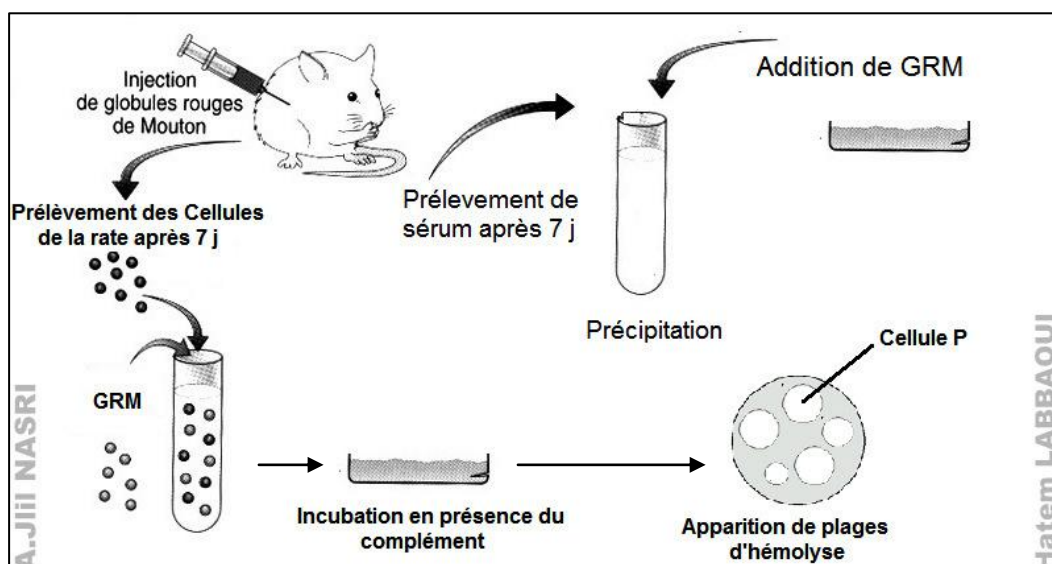 Injection
de globules rouges
de Mouton
Addition de GRM
Prélevement de
sérum après 7 j
Prélèvement des Cellules
de la rate après 7 j
Précipitation
Cellule P
GRM
Incubation en présence du
complément
Apparition de plages
d'hémolyse
A.Jlil NASRI
Hatem LABBAOUI